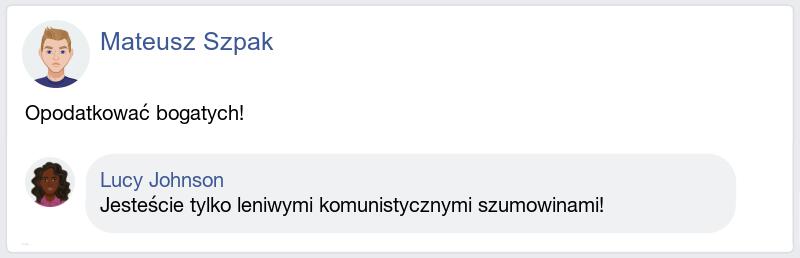 Mateusz Szpak
Opodatkować bogatych!
Lucy Johnson
Jesteście tylko leniwymi komunistycznymi szumowinami!